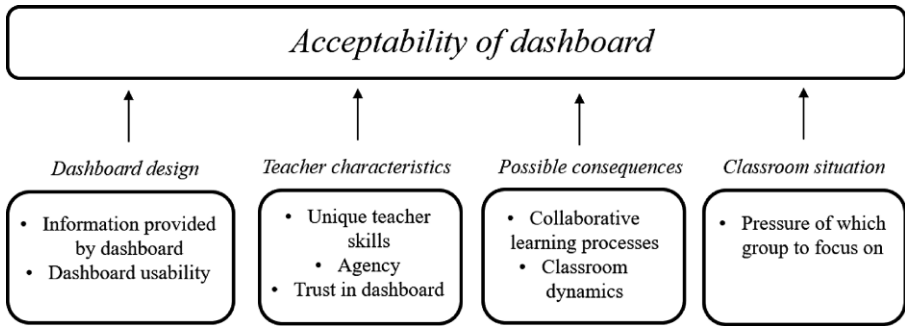 Acceptability of dashboard
Dashboard design
• Information provided
by dashboard
• Dashboard usability
Teacher characteristics
• Unique teacher
skills
• Agency
• Trust in dashboard
Possible consequences
• Collaborative
learning processes
• Classroom
dynamics
Classroom situation
• Pressure of which
group to focus on